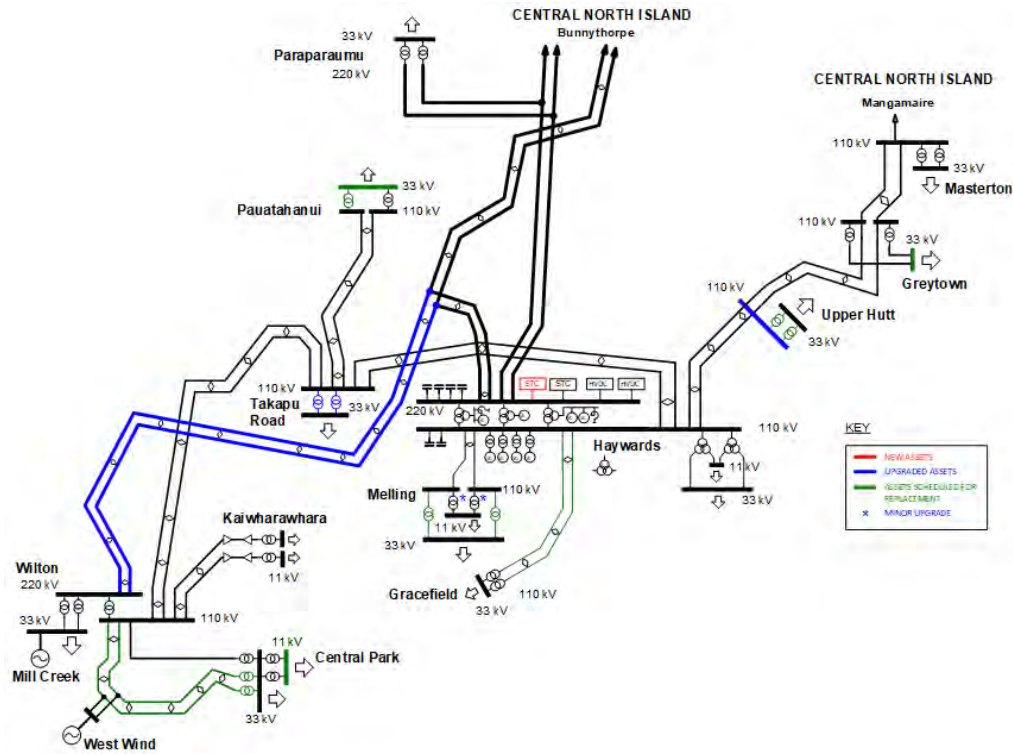 CENTRAL NORTH ISLAND
Bunnythorpe
33 kV
Paraparaumu
220 kV
CENTRAL NORTH ISLAND
Mangamaire
110 kV
33 kV
Masterton
110 kV
33 kV
Greytown
33 kV
Pauatahanui
110 kV
110 kV
Upper Hutt
33 kV
110 kV
Takapu
Road
33 kV
STC
STC
HVDC
HVDC
220 kV
110 kV
Haywards
11 kV
33 kV
KEY
NEW ASSETS
UPGRADED ASSETS
ASSETS SCHEDULED FOR
REPLACEMENT
* MINOR UPGRADE
Melling
110 kV
* *
11 kV
33 kV
Gracefield
110 kV
33 kV
Kaiwharawhara
11 kV
Wilton
220 kV
110 kV
33 kV
Mill Creek
11 kV
Central Park
33 kV
West Wind